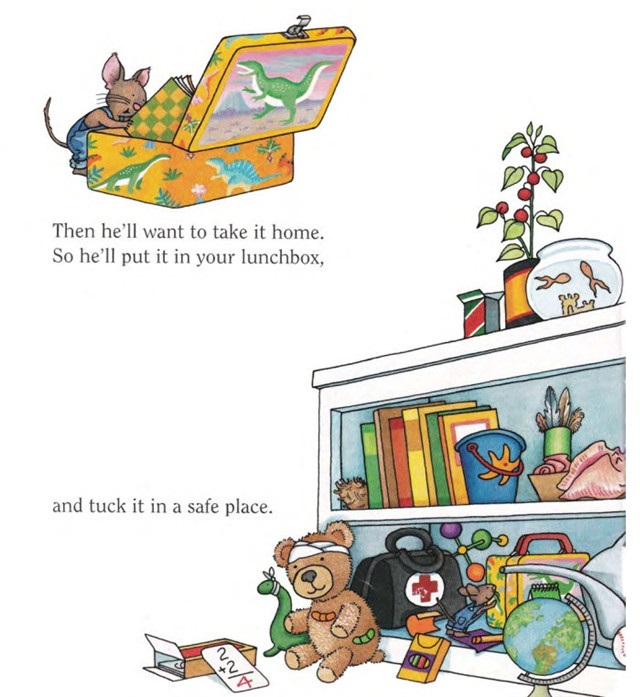 Then he'll want to take it home.
So he'll put it in your lunchbox,
and tuck it in a safe place.
2
+2
4